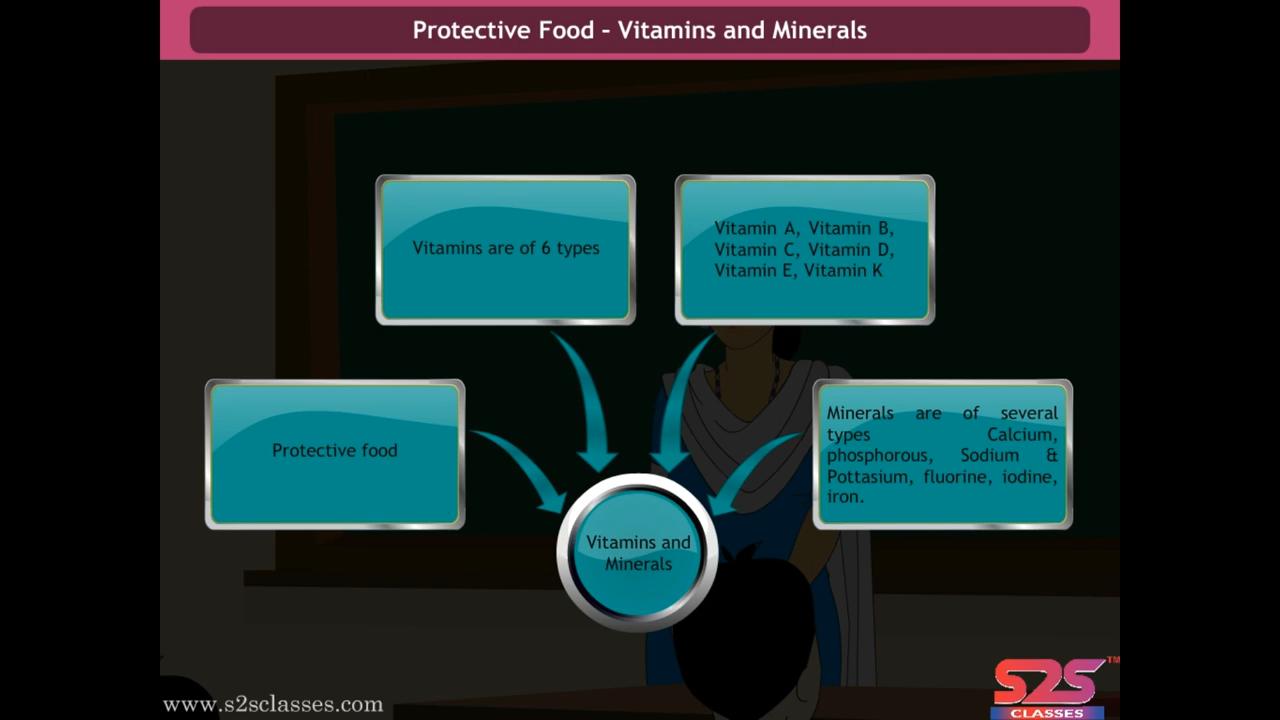 Protective Food - Vitamins and Minerals
Vitamins are of 6 types
Vitamin A, Vitamin B,
Vitamin C, Vitamin D,
Vitamin E, Vitamin K
Protective food
Minerals are of several
types Calcium,
phosphorous, Sodium &
Pottasium, fluorine, iodine,
iron.
Vitamins and
Minerals
www.s2sclasses.com
S2S TM
CLASSES